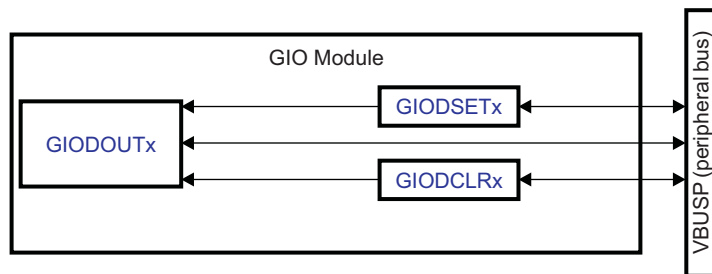 GIO Module
GIODSETx
GIODOUTx
GIODCLRx
VBUSP (peripheral bus)